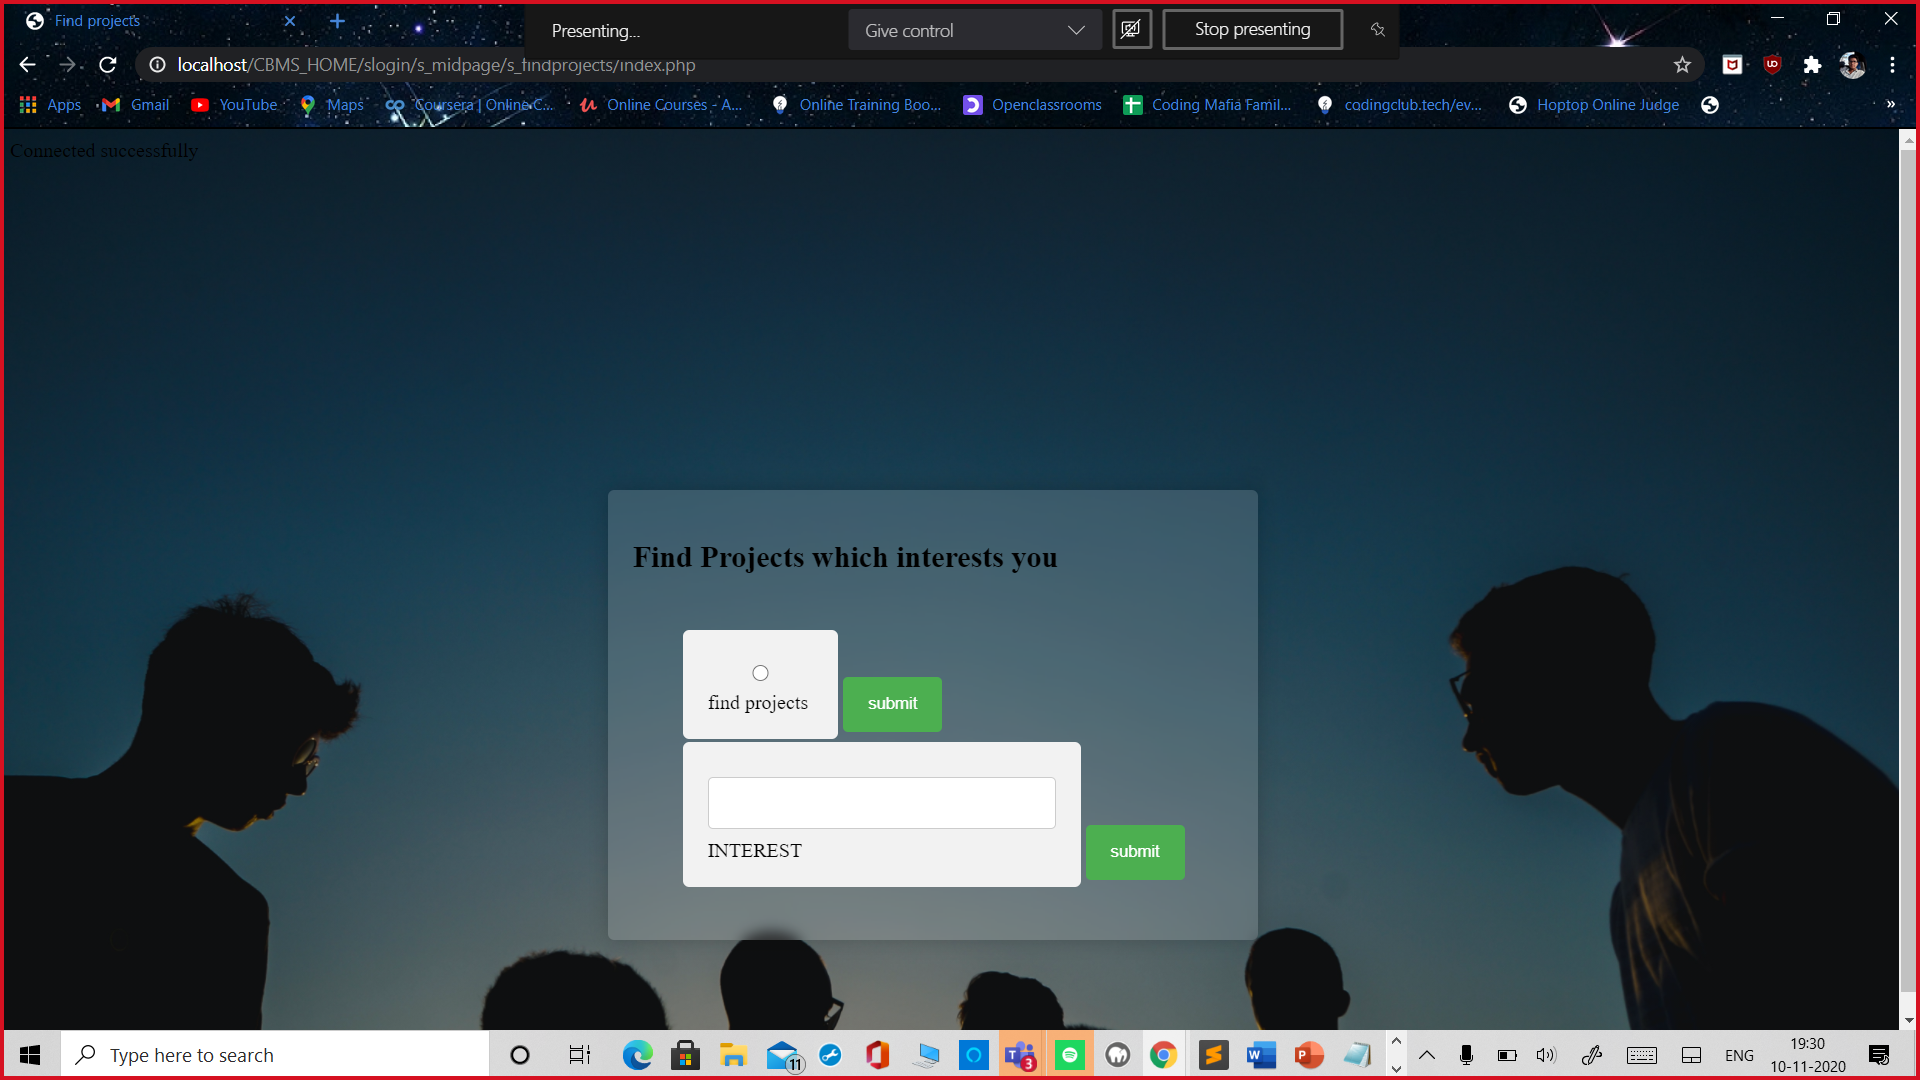 Find projects
Presenting...
Give control
Stop presenting
localhost/CBMS_HOME/slogin/s_midpage/s_findprojects/index.php
Apps
Gmail
YouTube
Maps
Coursera | Online C...
Online Courses - A...
Online Training Boo...
Openclassrooms
Coding Mafia Famil...
codingclub.tech/ev...
Hoptop Online Judge
»
Connected successfully
Find Projects which interests you
find projects
submit
INTEREST
submit
Type here to search
11
3
ENG
19:30
10-11-2020